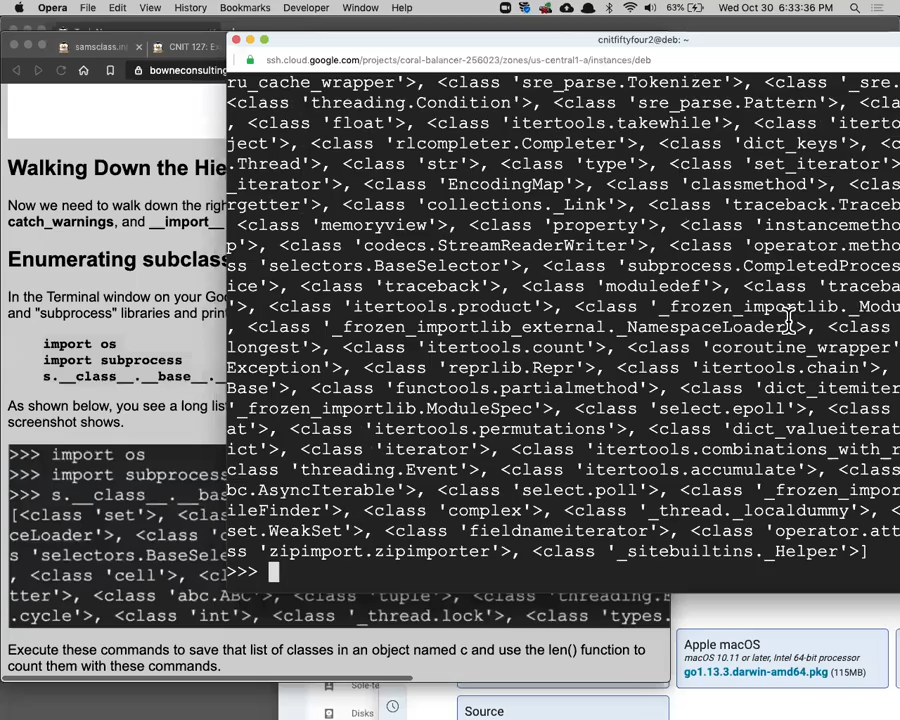 Opera File Edit View History Bookmarks Developer Window Help 63% Wed Oct 30 6:33:36 PM
samsclass.in
CNIT 127: Ex
bowneconsulting
cnitfiftyfour2@deb: ~
ssh.cloud.google.com/projects/coral-balancer-256023/zones/us-central1-a/instances/deb
Walking Down the Hie
Now we need to walk down the righ
catch_warnings, and __import__
Enumerating subclass
In the Terminal window on your Goo
and "subprocess" libraries and print
import os
import subprocess
s.__class__.__base__.
As shown below, you see a long list
screenshot shows.
>>> import os
>>> import subprocess
>>> s.__class__.__bas
[<class 'set'>, <clas
ceLoader'>, <class 'c
s 'selectors.BaseSele
, <class 'cell'>, <cl
tter'>, <class 'abc.ABC'>, <class 'tuple'>, <class 'threading.E
.cycle'>, <class 'int'>, <class '_thread.lock'>, <class 'types.
Execute these commands to save that list of classes in an object named c and use the len() function to
count them with these commands.
ru_cache_wrapper'>, <class 'sre_parse.Tokenizer'>, <class '_sre.
<class 'threading.Condition'>, <class 'sre_parse.Pattern'>, <cla
, <class 'float'>, <class 'itertools.takewhile'>, <class 'iterto
ject'>, <class 'rlcompleter.Completer'>, <class 'dict_keys'>, <c
.Thread'>, <class 'str'>, <class 'type'>, <class 'set_iterator'>
_iterator'>, <class 'EncodingMap'>, <class 'classmethod'>, <clas
rgetter'>, <class 'collections._Link'>, <class 'traceback.Traceb
<class 'memoryview'>, <class 'property'>, <class 'instancemetho
p'>, <class 'codecs.StreamReaderWriter'>, <class 'operator.metho
ss 'selectors.BaseSelector'>, <class 'subprocess.CompletedProces
ice'>, <class 'traceback'>, <class 'moduledef'>, <class 'traceba
'>, <class 'itertools.product'>, <class '_frozen_importlib._Modu
, <class '_frozen_importlib_external._NamespaceLoader'>, <class
longest'>, <class 'itertools.count'>, <class 'coroutine_wrapper'
Exception'>, <class 'reprlib.Repr'>, <class 'itertools.chain'>,
Base'>, <class 'functools.partialmethod'>, <class 'dict_itemiter
'_frozen_importlib.ModuleSpec'>, <class 'select.epoll'>, <class
at'>, <class 'itertools.permutations'>, <class 'dict_valueiterat
ict'>, <class 'iterator'>, <class 'itertools.combinations_with_r
class 'threading.Event'>, <class 'itertools.accumulate'>, <class
bc.AsyncIterable'>, <class 'select.poll'>, <class '_frozen_impor
ileFinder'>, <class 'complex'>, <class '_thread._localdummy'>, <
set.WeakSet'>, <class 'fieldnameiterator'>, <class 'operator.att
ss 'zipimport.zipimporter'>, <class '_sitebuiltins._Helper'>]
>>>
Apple macOS
macOS 10.11 or later, Intel 64-bit processor
go1.13.3.darwin-amd64.pkg (115MB)
Sole-te
Disks
Source